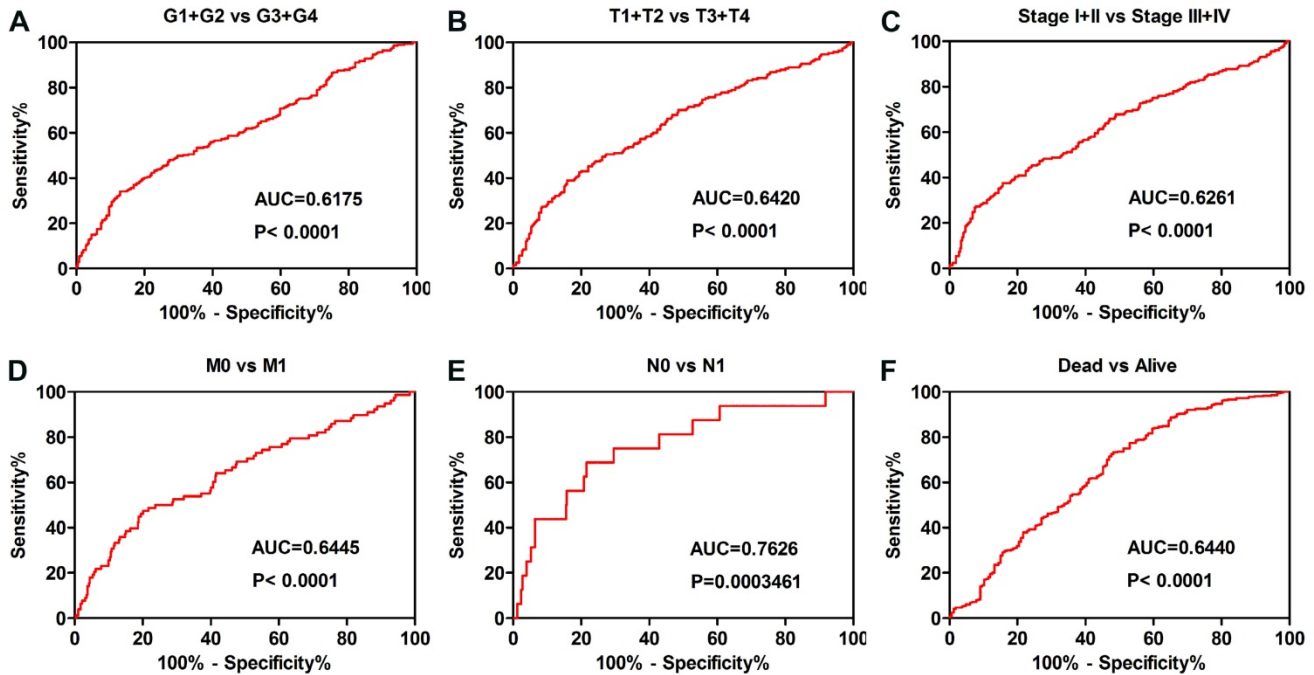 A
G1+G2 vs G3+G4
Sensitivity%
100
80
60
40
20
0
AUC=0.6175
P< 0.0001
0 20 40 60 80 100
100% - Specificity%
B
T1+T2 vs T3+T4
Sensitivity%
100
80
60
40
20
0
AUC=0.6420
P< 0.0001
0 20 40 60 80 100
100% - Specificity%
C
Stage I+II vs Stage III+IV
Sensitivity%
100
80
60
40
20
0
AUC=0.6261
P< 0.0001
0 20 40 60 80 100
100% - Specificity%
D
M0 vs M1
Sensitivity%
100
80
60
40
20
0
AUC=0.6445
P< 0.0001
0 20 40 60 80 100
100% - Specificity%
E
N0 vs N1
Sensitivity%
100
80
60
40
20
0
AUC=0.7626
P=0.0003461
0 20 40 60 80 100
100% - Specificity%
F
Dead vs Alive
Sensitivity%
100
80
60
40
20
0
AUC=0.6440
P< 0.0001
0 20 40 60 80 100
100% - Specificity%